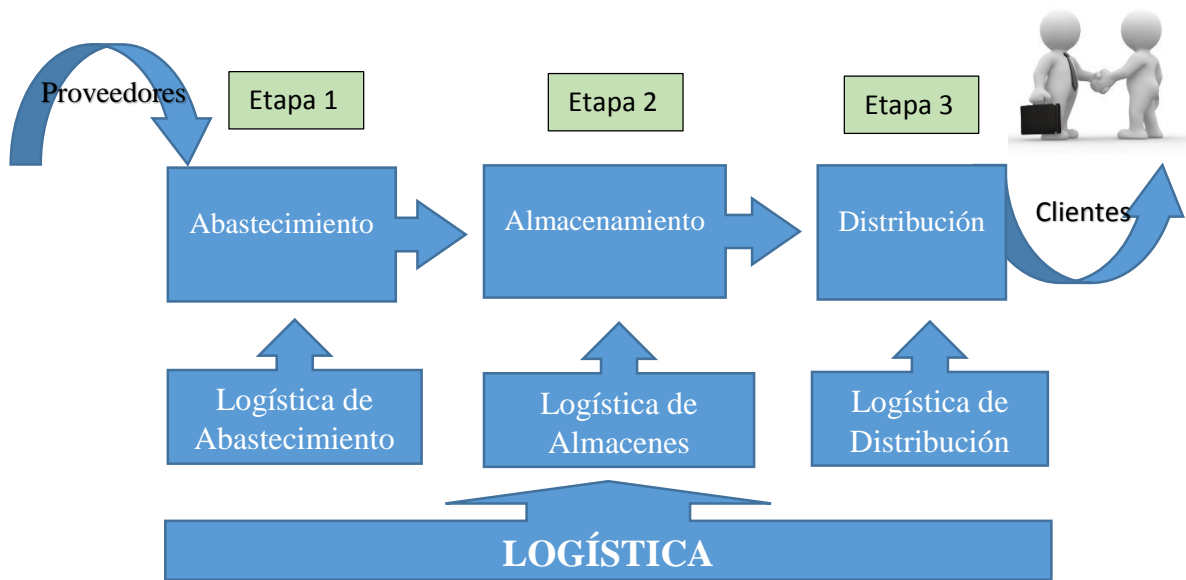 Proveedores
Etapa 1
Etapa 2
Etapa 3
Abastecimiento
Almacenamiento
Distribución
Clientes
Logística de
Abastecimiento
Logística de
Almacenes
Logística de
Distribución
LOGÍSTICA